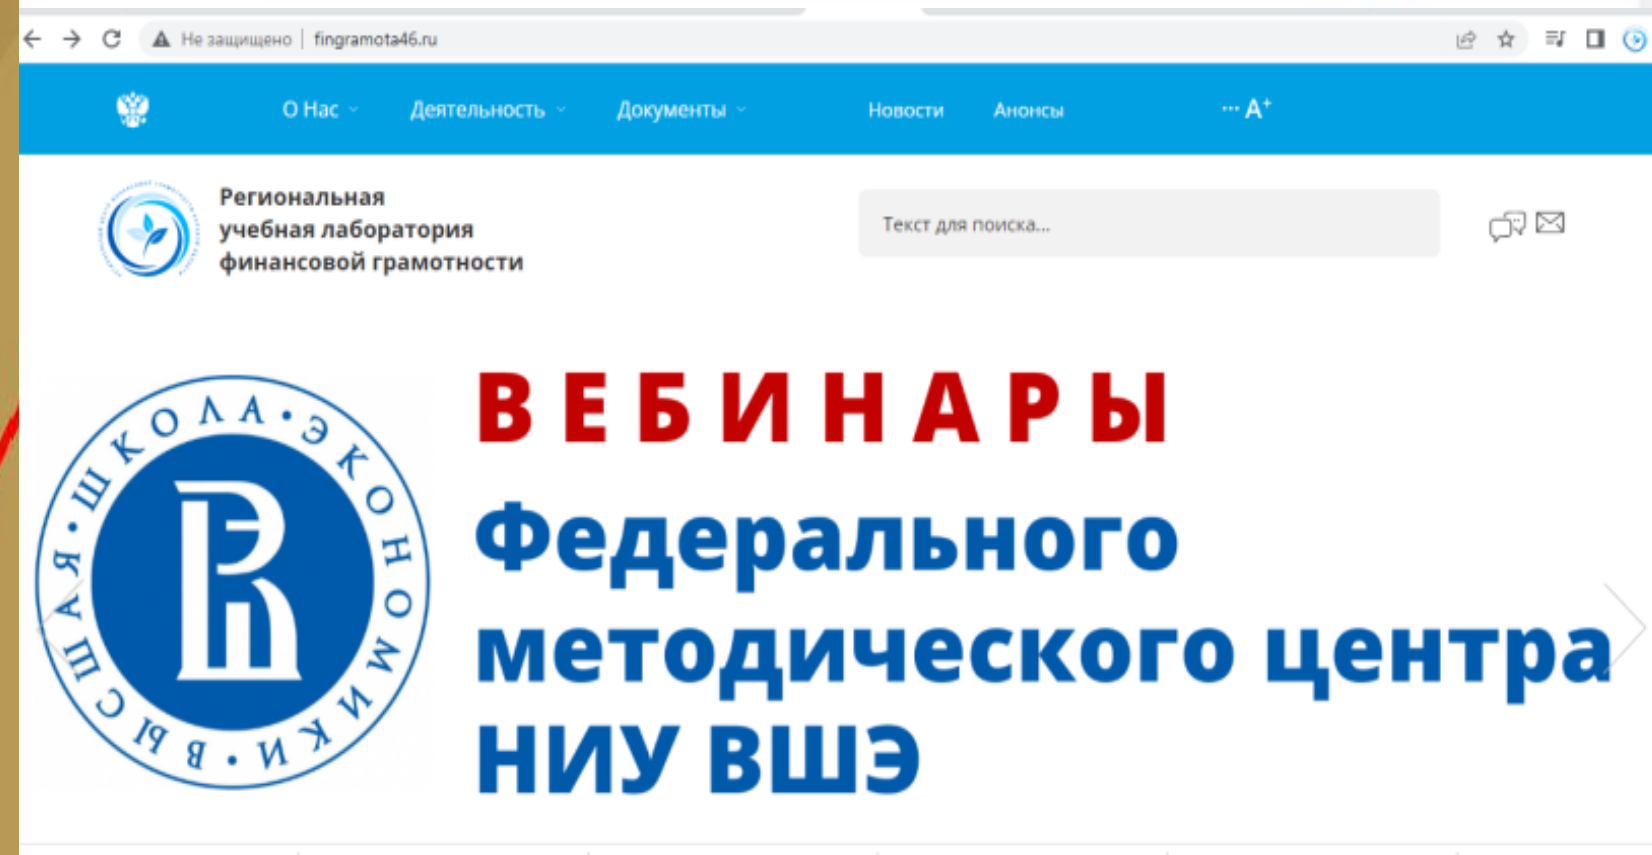 Не защищено | fingramota46.ru
О Нас Деятельность Документы Новости Анонсы ··· A+
Региональная
учебная лаборатория
финансовой грамотности
Текст для поиска...
ВЫСШАЯ · ШКОЛА · ЭКОНОМИКИ ·
ВЕБИНАРЫ
Федерального
методического центра
НИУ ВШЭ